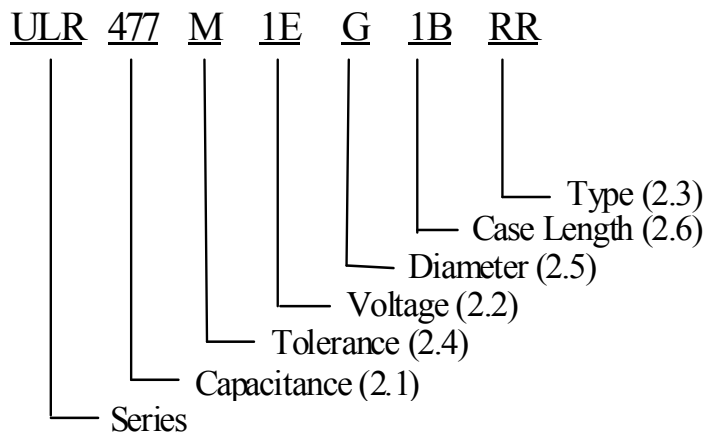 ULR 477 M 1E G 1B RR
Type (2.3)
Case Length (2.6)
Diameter (2.5)
Voltage (2.2)
Tolerance (2.4)
Capacitance (2.1)
Series